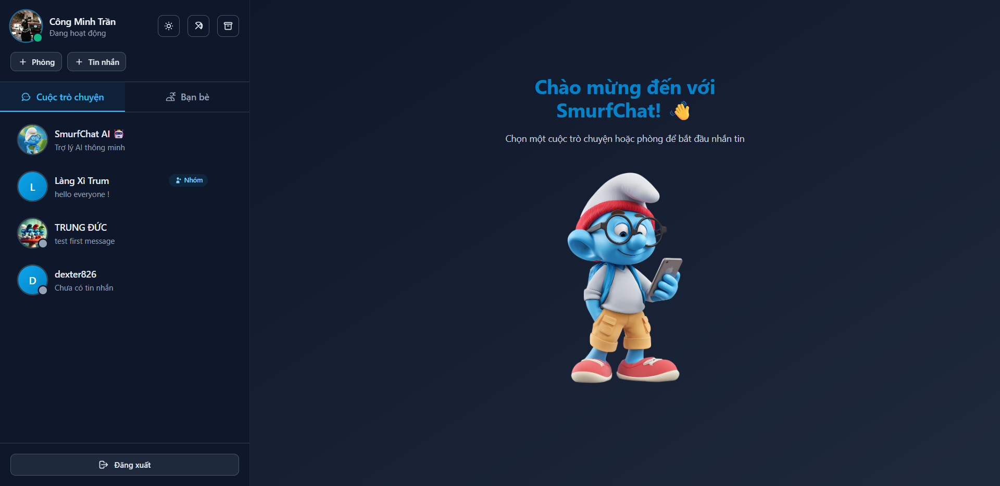 Công Minh Trần
Đang hoạt động
Phòng
Tin nhắn
Cuộc trò chuyện
Bạn bè
SmurfChat AI
Trợ lý AI thông minh
L
Làng Xì Trum
Nhóm
hello everyone !
TRUNG ĐỨC
test first message
D
dexter826
Chưa có tin nhắn
Đăng xuất
Chào mừng đến với
SmurfChat! 👋
Chọn một cuộc trò chuyện hoặc phòng để bắt đầu nhắn tin